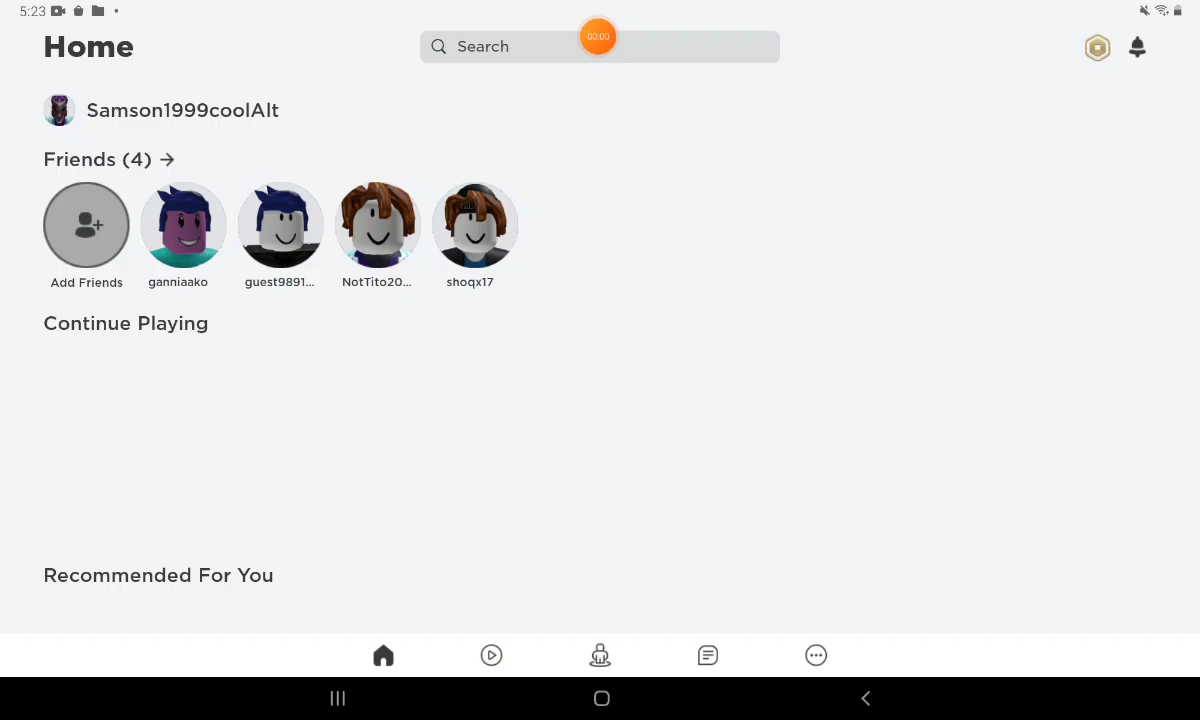 5:23
Home
Search
00:00
Samson1999coolAlt
Friends (4)
Add Friends
ganniaako
guest9891...
NotTito20...
shoqx17
Continue Playing
Recommended For You